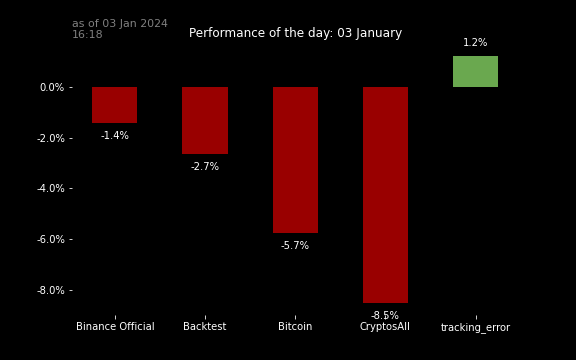 as of 03 Jan 2024
16:18
Performance of the day: 03 January
1.2%
0.0%
-1.4%
-2.0%
-2.7%
-4.0%
-5.7%
-6.0%
-8.0%
-8.5%
Binance Official
Backtest
Bitcoin
CryptosAll
tracking_error